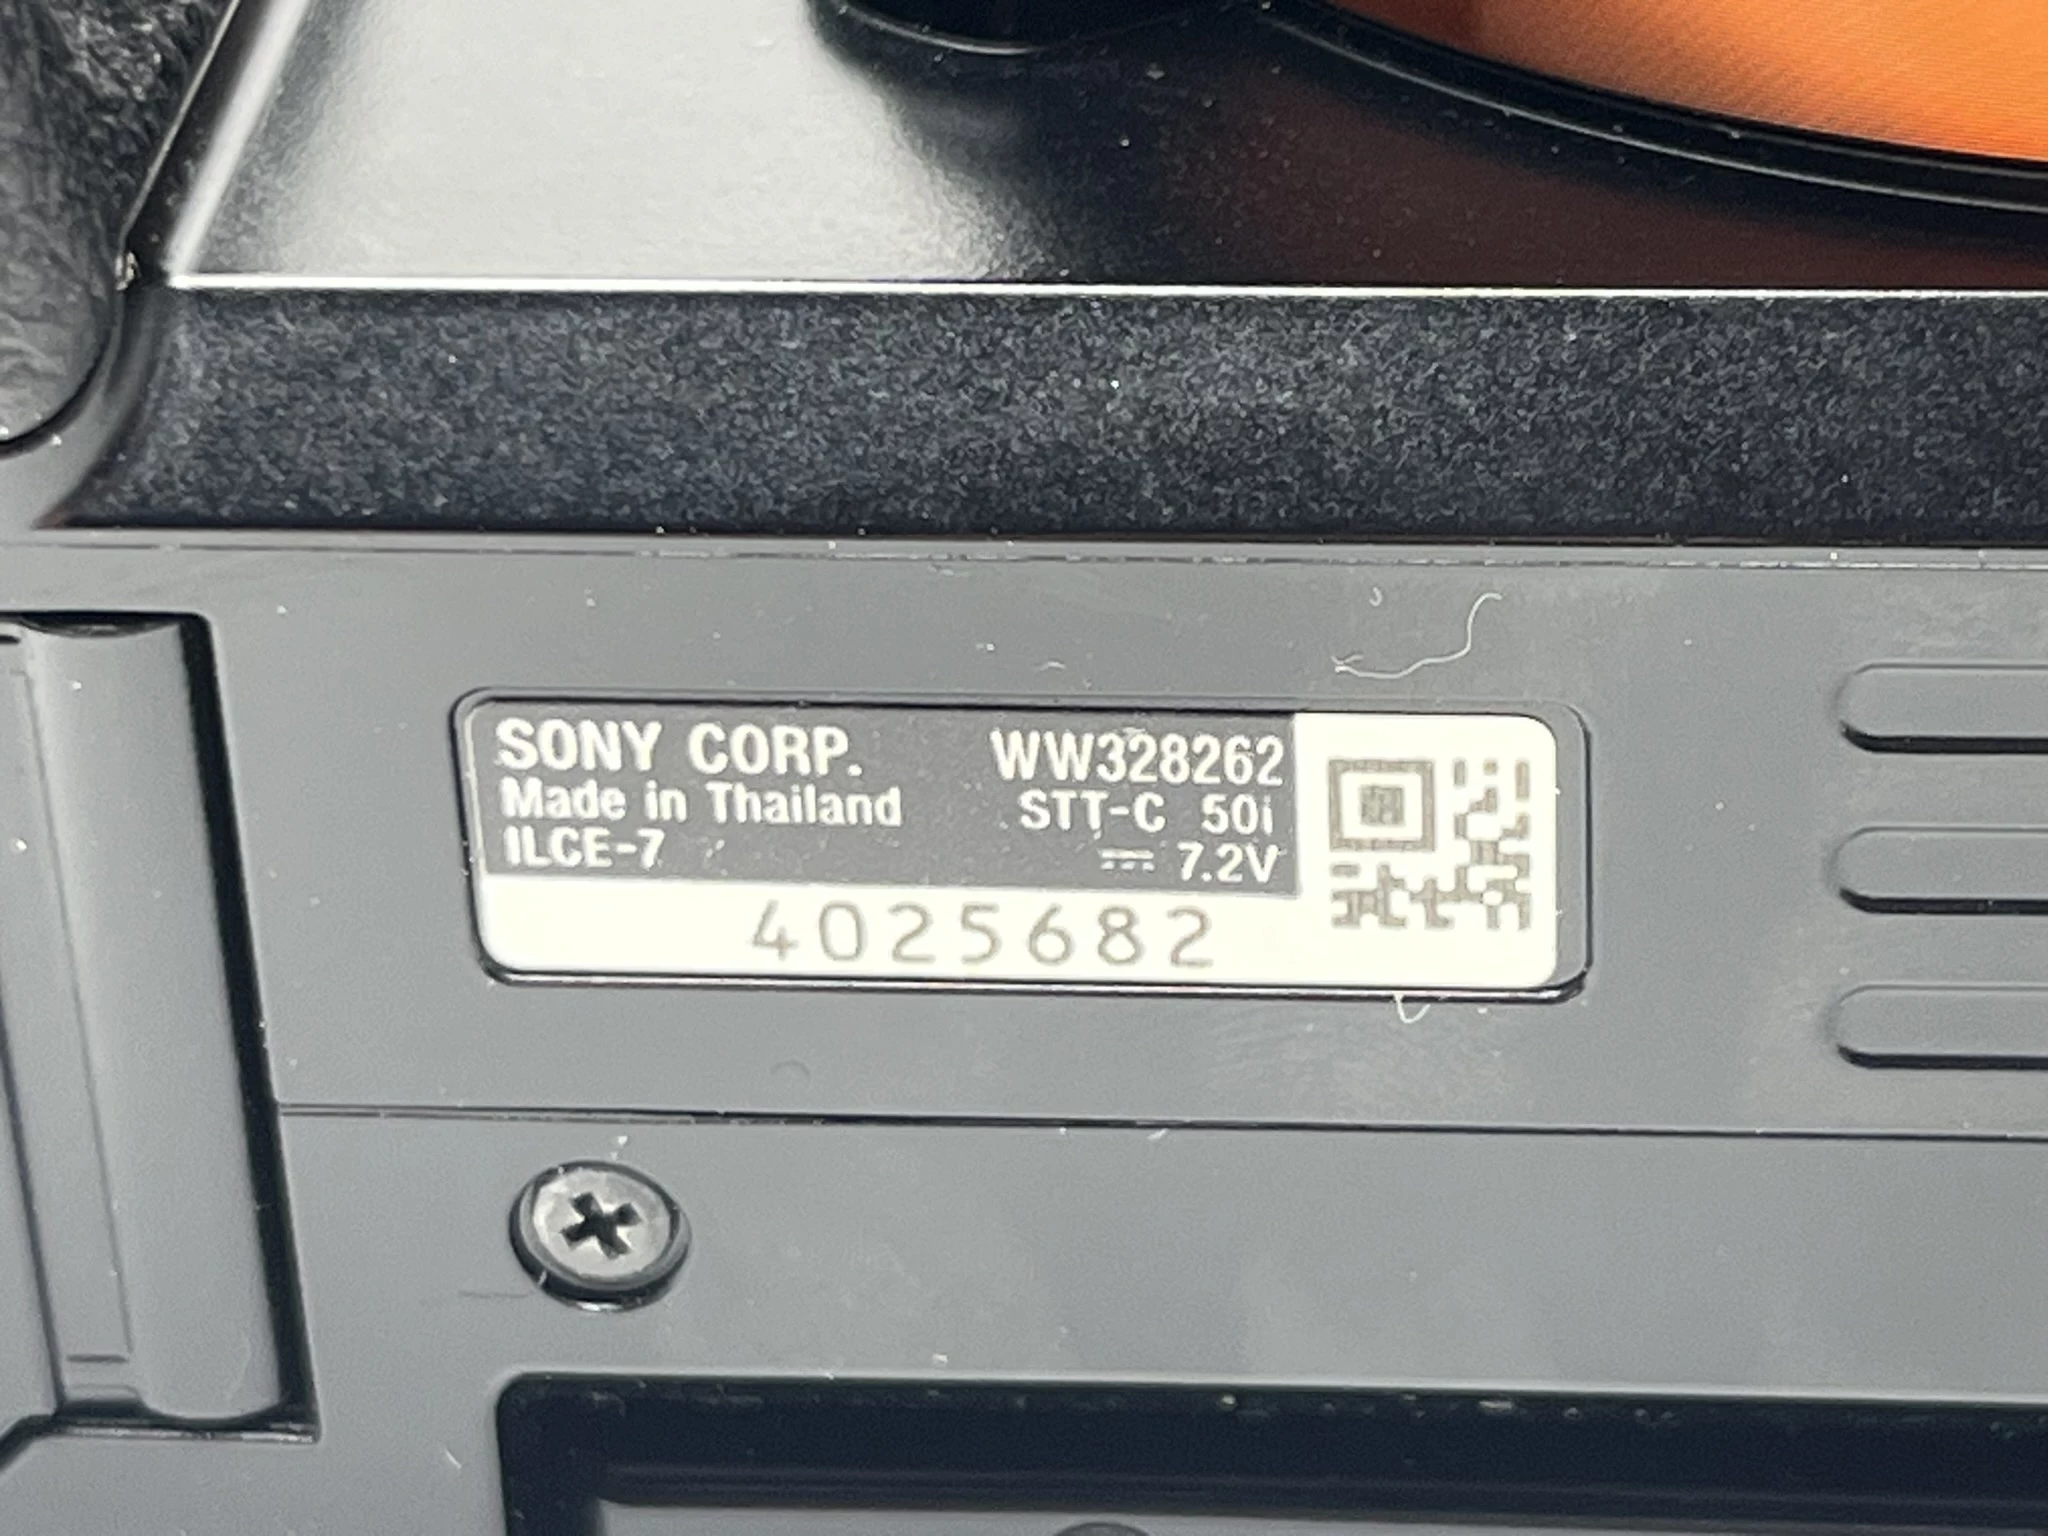 SONY CORP. WW328262
Made in Thailand STT-C 50i
ILCE-7 ⎓ 7.2V
4025682